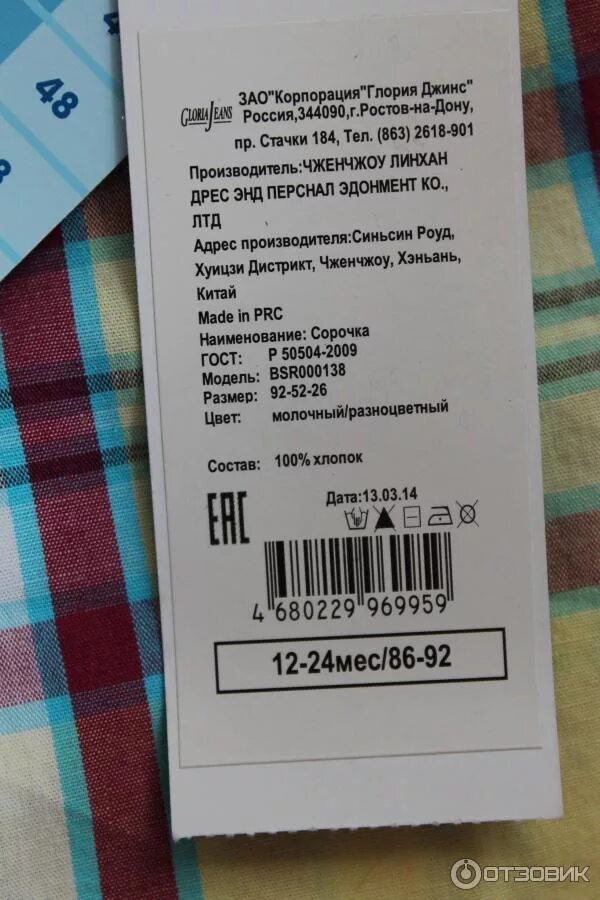 48
ЗАО"Корпорация"Глория Джинс"
GLORIA JEANS
Россия,344090,г.Ростов-на-Дону,
пр. Стачки 184, Тел. (863) 2618-901
Производитель:ЧЖЕНЧЖОУ ЛИНХАН
ДРЕС ЭНД ПЕРСНАЛ ЭДОНМЕНТ КО.,
ЛТД
Адрес производителя:Синьсин Роуд,
Хуицзи Дистрикт, Чженчжоу, Хэньань,
Китай
Made in PRC
Наименование: Сорочка
ГОСТ: Р 50504-2009
Модель: BSR000138
Размер: 92-52-26
Цвет: молочный/разноцветный
Состав: 100% хлопок
EAC
Дата:13.03.14
4 680229 969959
12-24мес/86-92
ОТЗОВИК